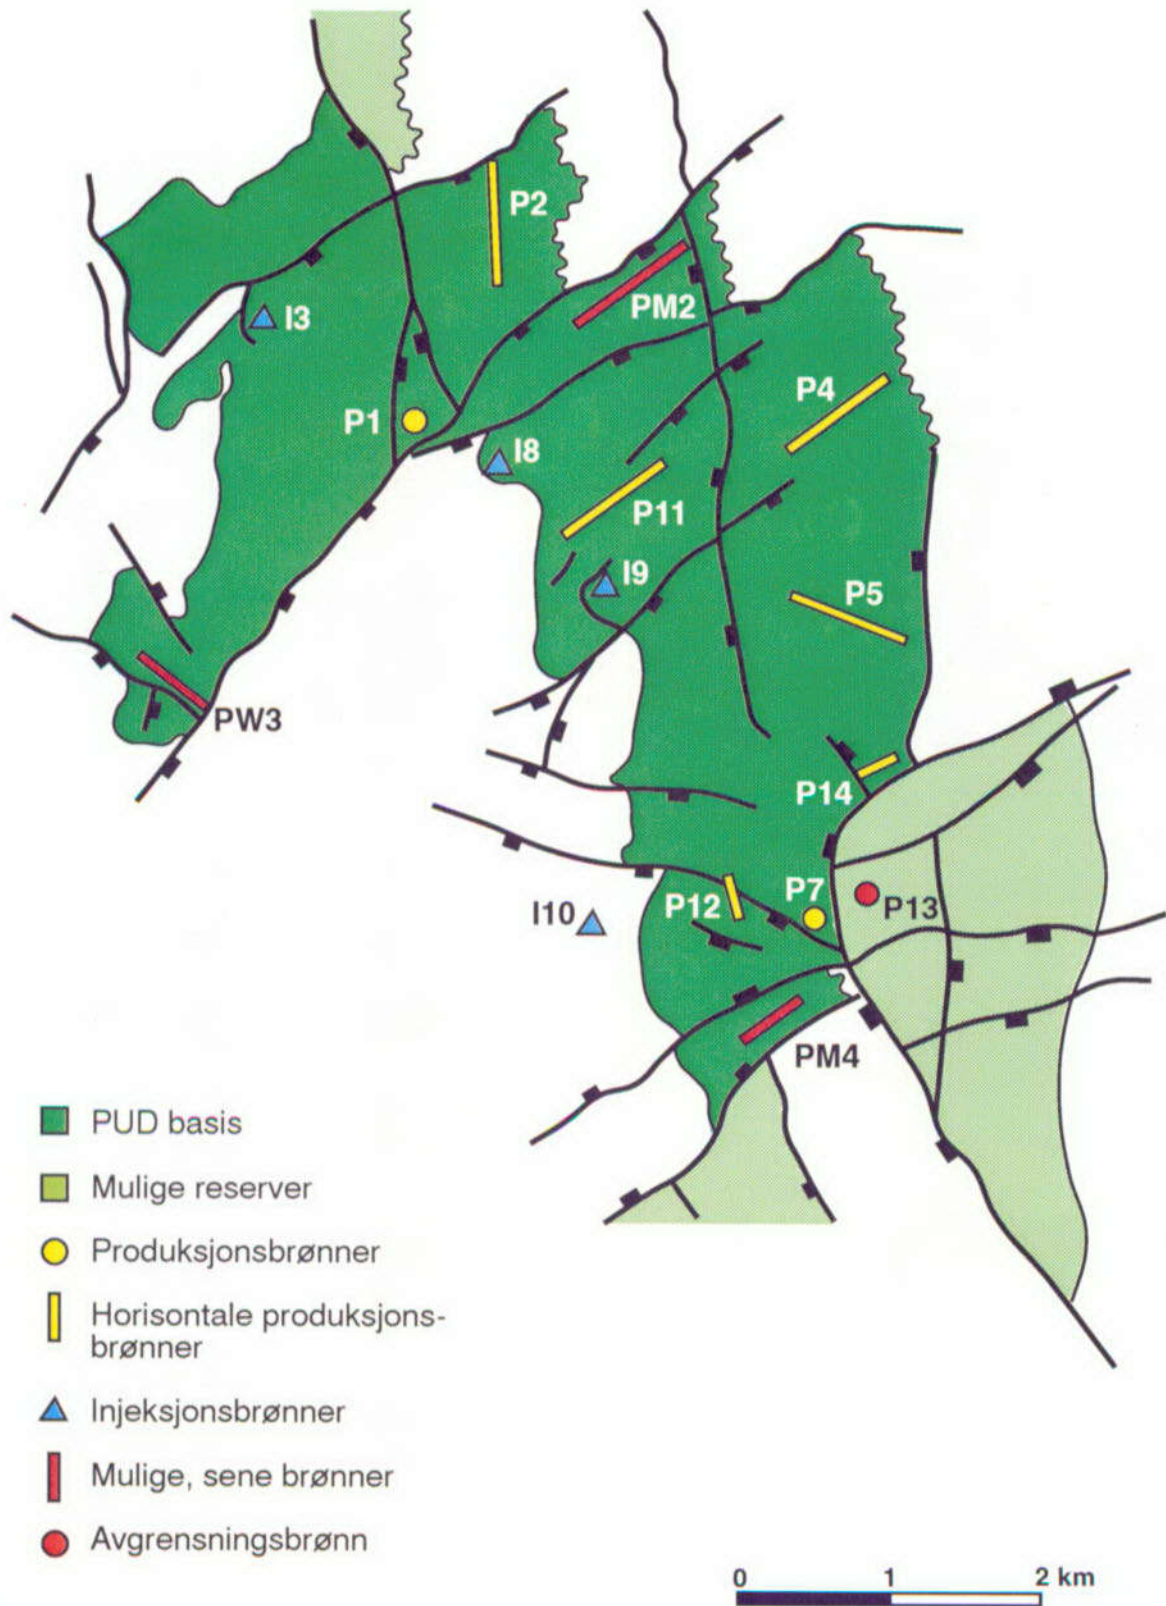 P2
I3
PM2
P1
P4
I8
P11
I9
P5
PW3
P14
P7
P12
P13
I10
PM4
PUD basis
Mulige reserver
Produksjonsbrønner
Horisontale produksjons-
brønner
Injeksjonsbrønner
Mulige, sene brønner
Avgrensningsbrønn
0 1 2 km